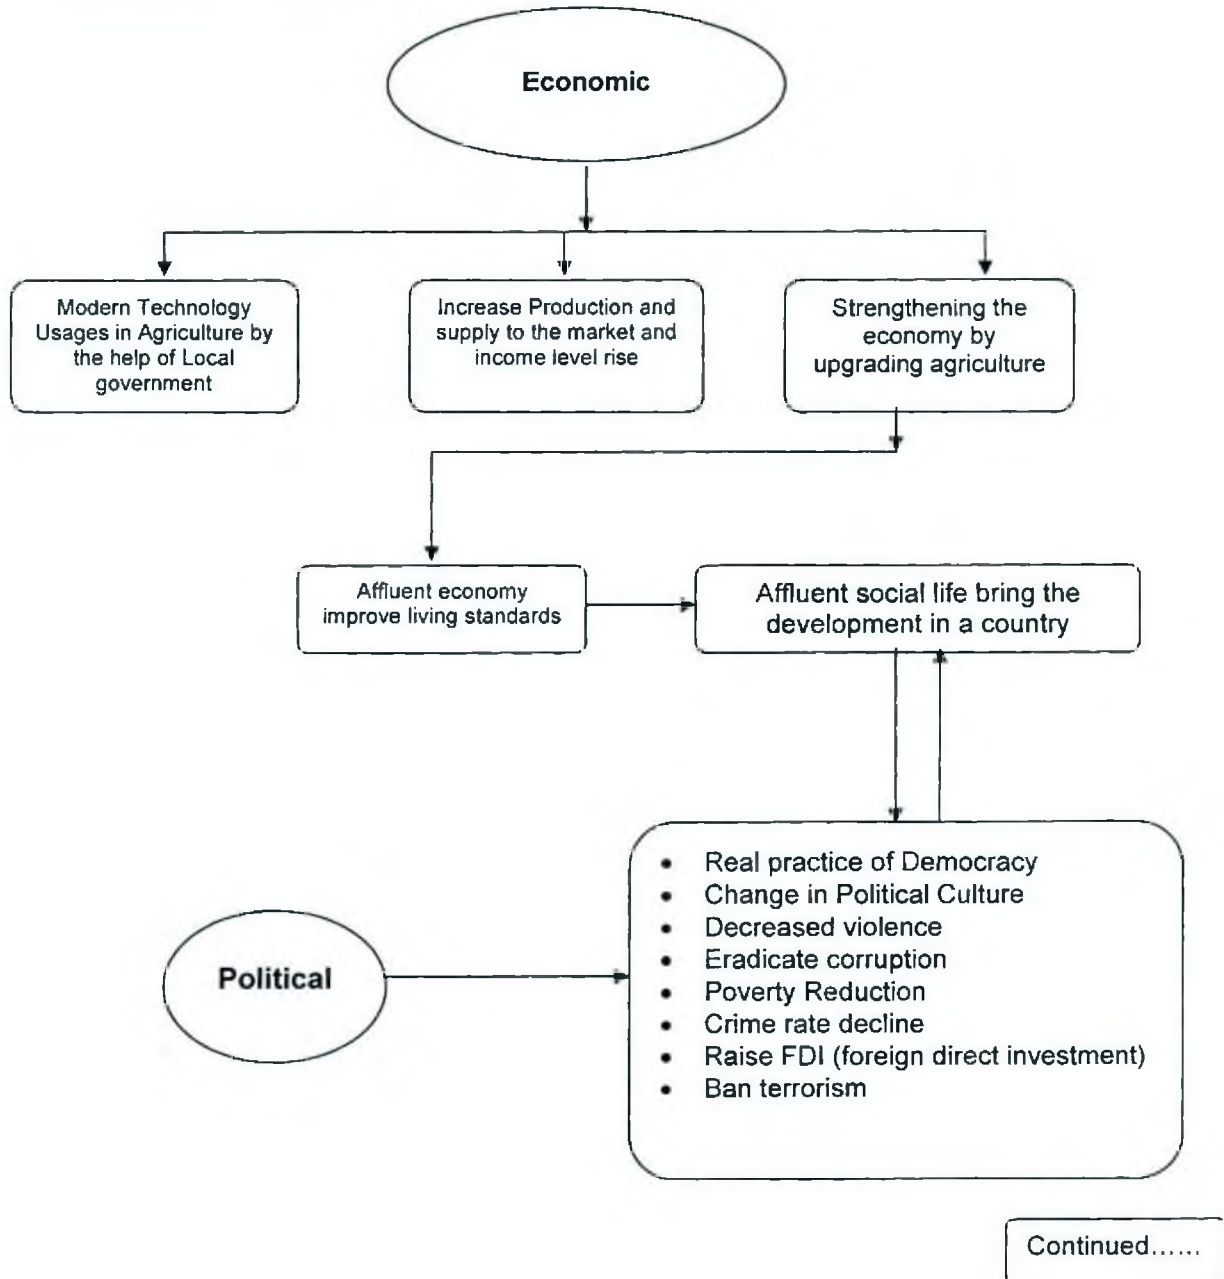 Economic
Modern Technology
Usages in Agriculture by
the help of Local
government
Increase Production and
supply to the market and
income level rise
Strengthening the
economy by
upgrading agriculture
Affluent economy
improve living standards
Affluent social life bring the
development in a country
Political
• Real practice of Democracy
• Change in Political Culture
• Decreased violence
• Eradicate corruption
• Poverty Reduction
• Crime rate decline
• Raise FDI (foreign direct investment)
• Ban terrorism
Continued......